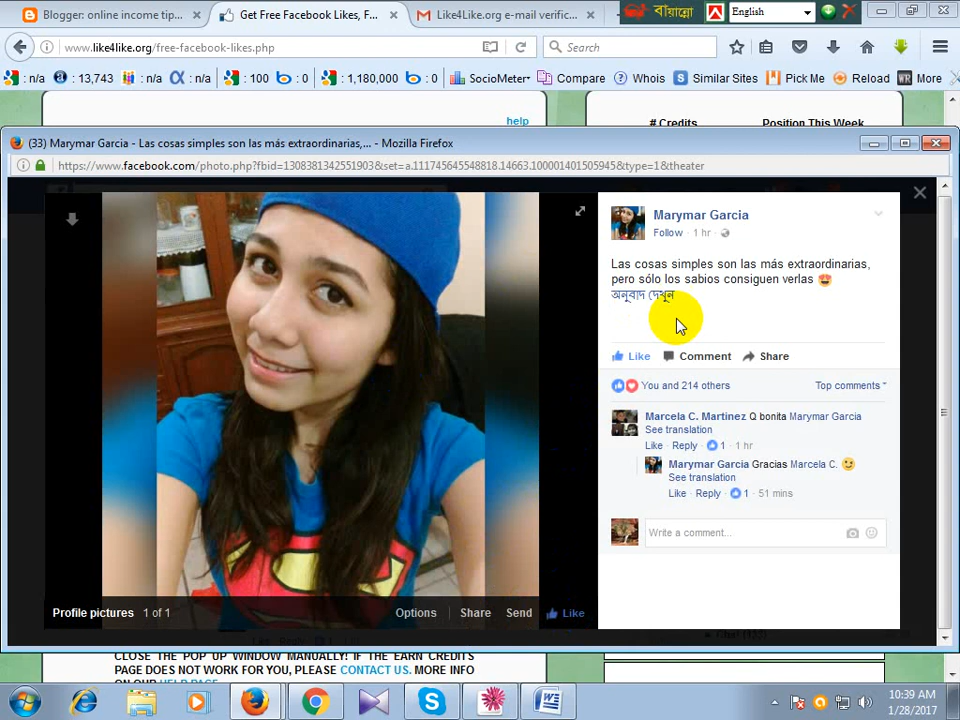 Blogger: online income tip...
Get Free Facebook Likes, F...
Like4Like.org e-mail verific...
বায়ান্নো
English
www.like4like.org/free-facebook-likes.php
Search
: n/a
: 13,743
: n/a
: n/a
: 100
: 0
: 1,180,000
: 0
SocioMeter
Compare
Whois
Similar Sites
Pick Me
Reload
More
help
# Credits
Position This Week
(33) Marymar Garcia - Las cosas simples son las más extraordinarias,... - Mozilla Firefox
https://www.facebook.com/photo.php?fbid=1308381342551903&set=a.111745645548818.14663.100001401505945&type=1&theater
Marymar Garcia
Follow · 1 hr ·
Las cosas simples son las más extraordinarias,
pero sólo los sabios consiguen verlas
অনুবাদ দেখুন
Like Comment Share
You and 214 others
Top comments
Marcela C. Martinez Q bonita Marymar Garcia
See translation
Like · Reply · 1 · 1 hr
Marymar Garcia Gracias Marcela C.
See translation
Like · Reply · 1 · 51 mins
Write a comment...
Profile pictures 1 of 1
Options Share Send Like
CLOSE THE POP UP WINDOW MANUALLY! IF THE EARN CREDITS
PAGE DOES NOT WORK FOR YOU, PLEASE CONTACT US. MORE INFO
ON OUR HELP PAGE
10:39 AM
1/28/2017